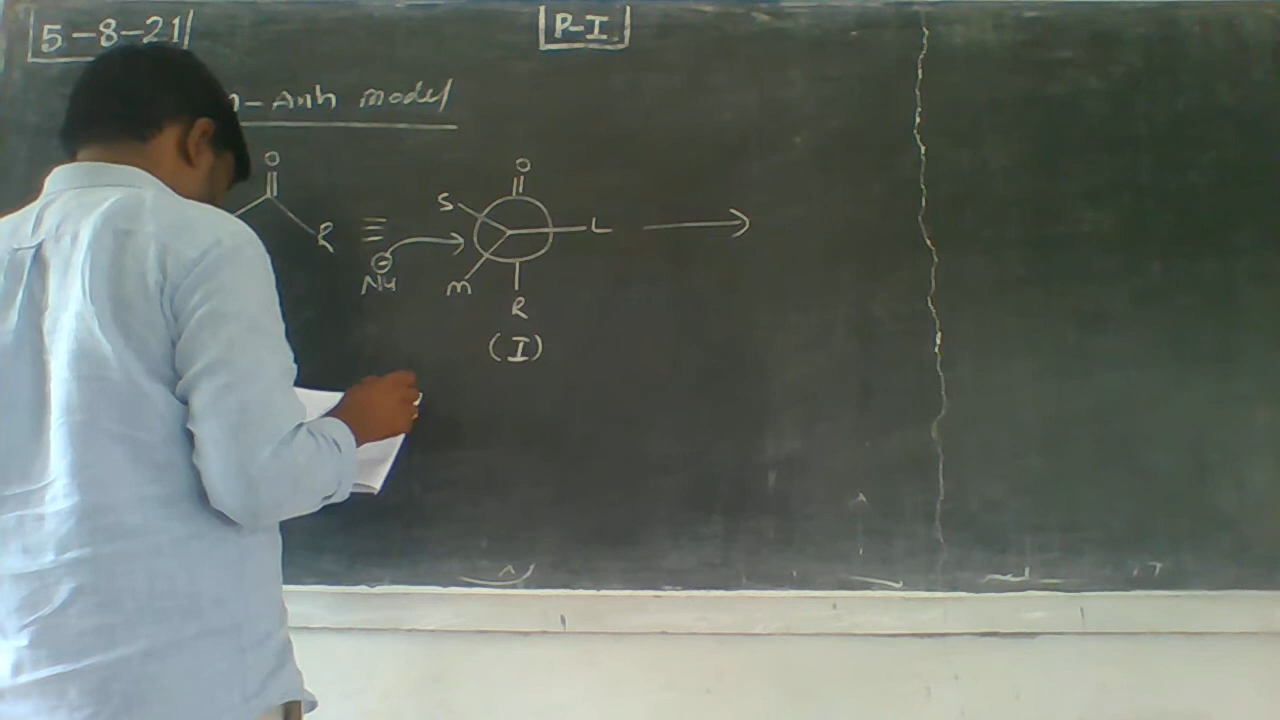 5-8-21
P-I
n-Anh model
O
R
≡
⊖
Nu
O
S
L
m
R
(I)